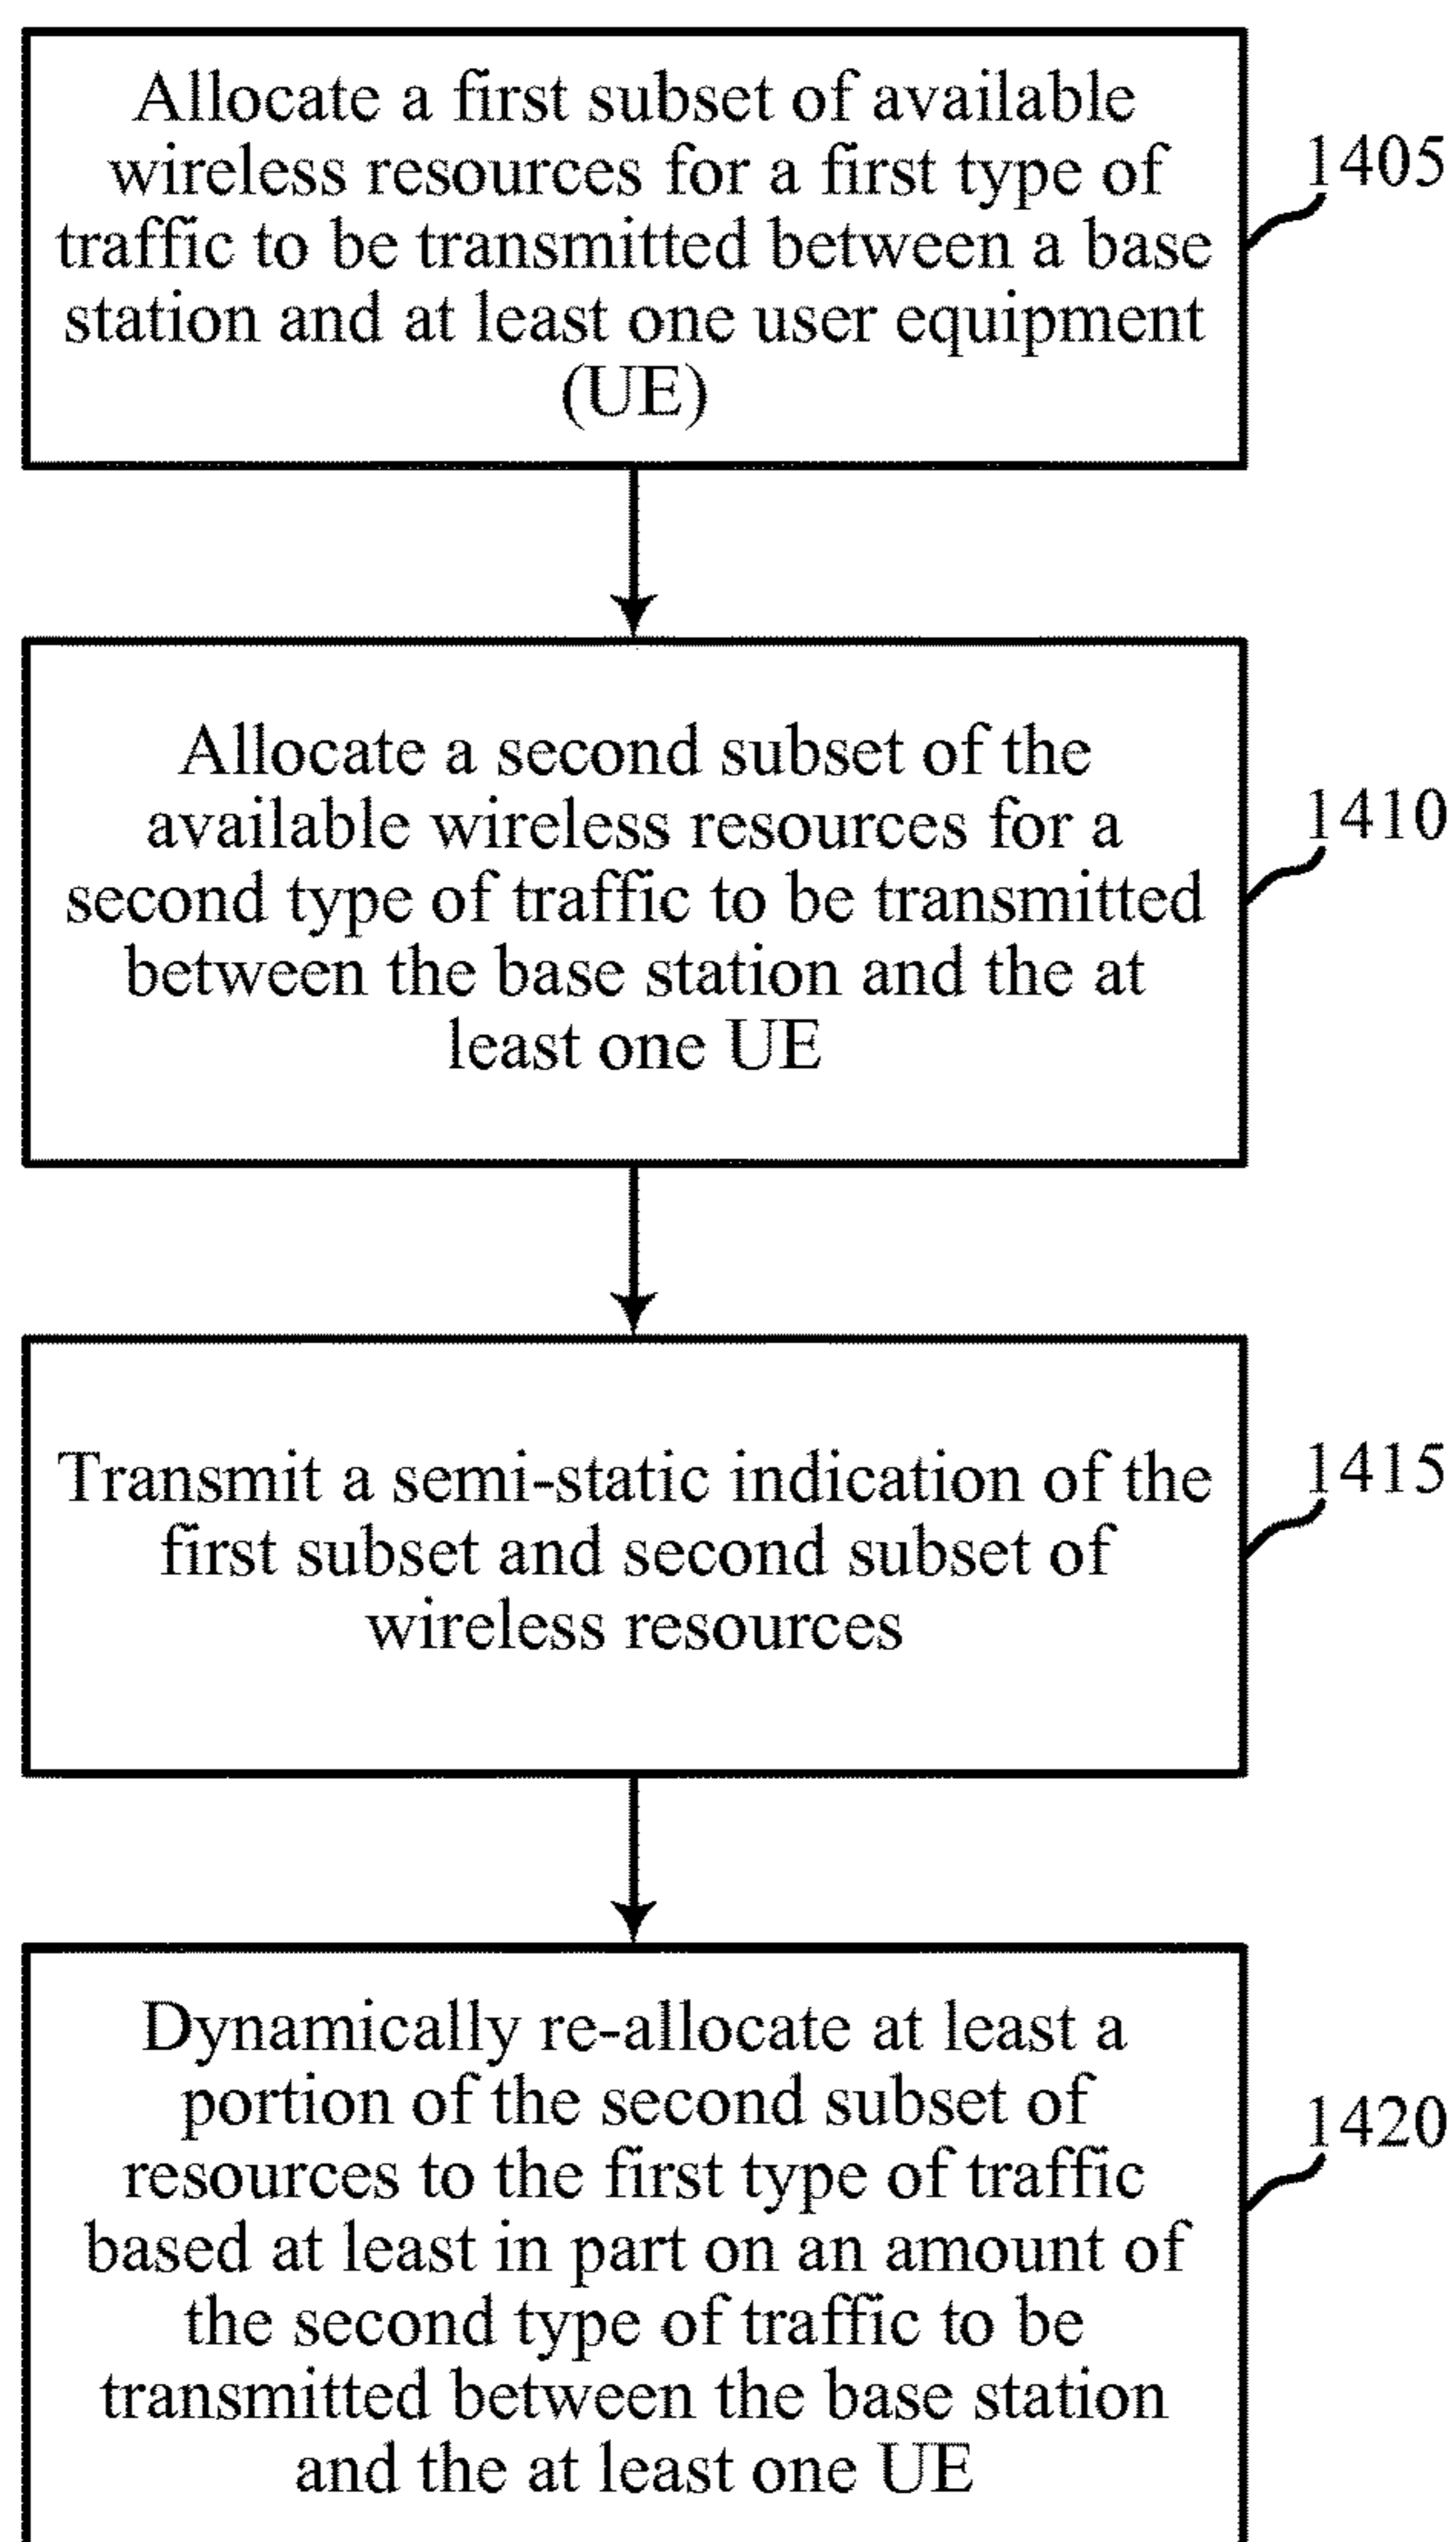 Allocate a first subset of available
wireless resources for a first type of
traffic to be transmitted between a base
station and at least one user equipment
(UE)
1405
Allocate a second subset of the
available wireless resources for a
second type of traffic to be transmitted
between the base station and the at
least one UE
1410
Transmit a semi-static indication of the
first subset and second subset of
wireless resources
1415
Dynamically re-allocate at least a
portion of the second subset of
resources to the first type of traffic
based at least in part on an amount of
the second type of traffic to be
transmitted between the base station
and the at least one UE
1420